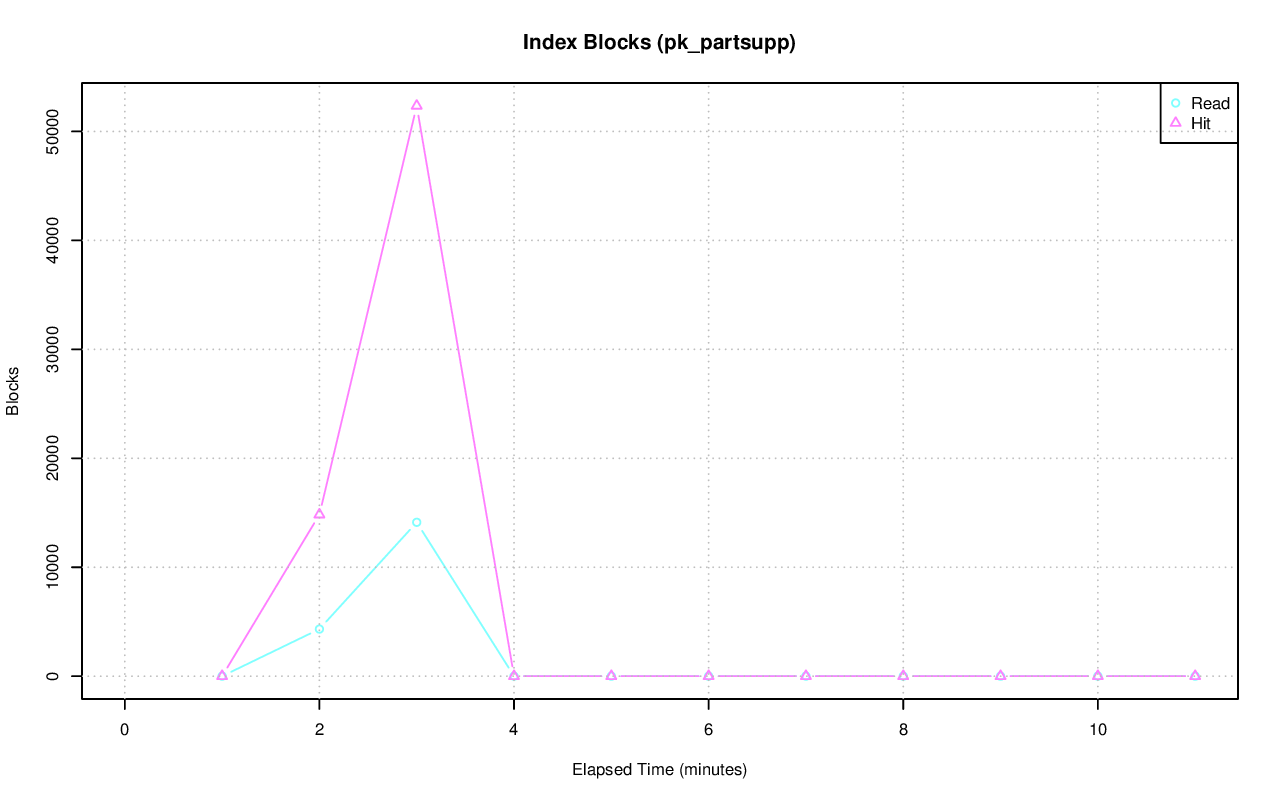 Index Blocks (pk_partsupp)
Read
Hit
Blocks
50000
40000
30000
20000
10000
0
0 2 4 6 8 10
Elapsed Time (minutes)